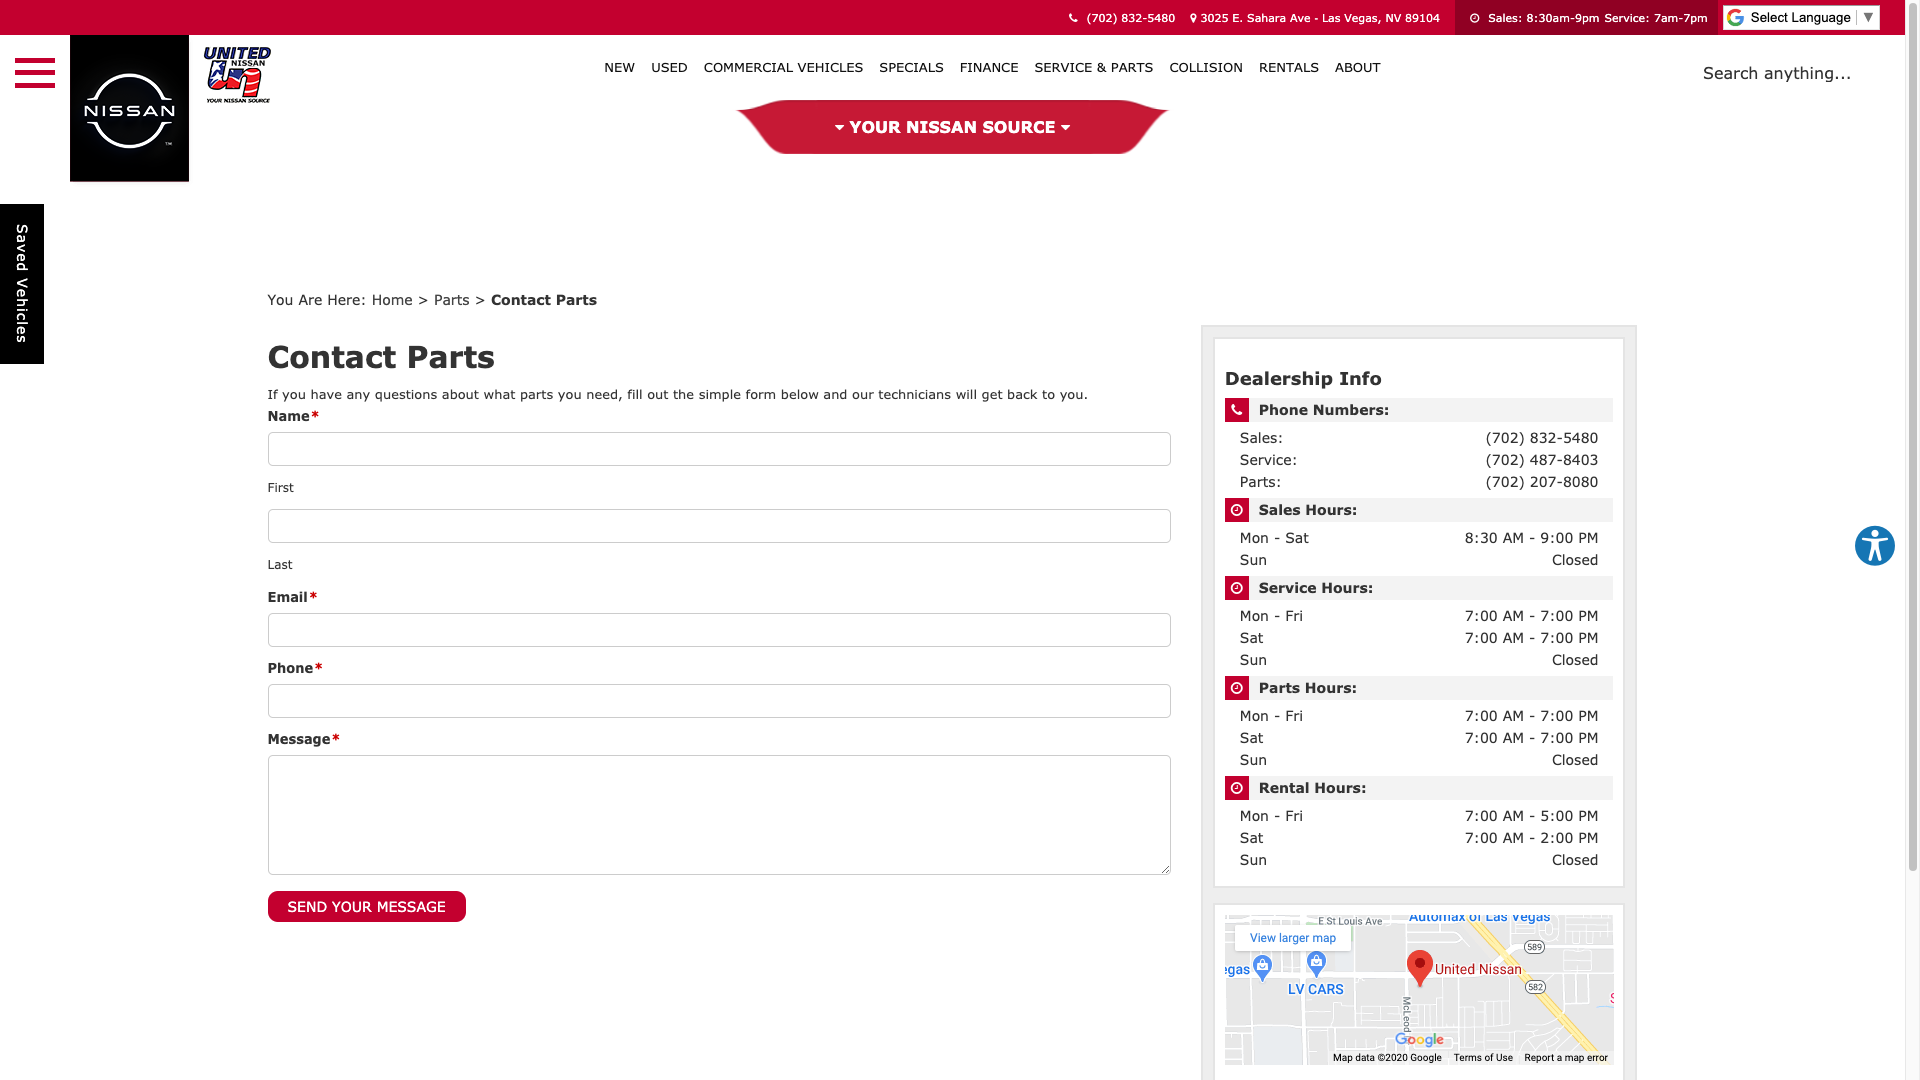 (702) 832-5480
3025 E. Sahara Ave - Las Vegas, NV 89104
Sales: 8:30am-9pm Service: 7am-7pm
Select Language ▼
NISSAN
TM
UNITED
NISSAN
YOUR NISSAN SOURCE
NEW USED COMMERCIAL VEHICLES SPECIALS FINANCE SERVICE & PARTS COLLISION RENTALS ABOUT
Search anything...
YOUR NISSAN SOURCE
Saved Vehicles
You Are Here: Home > Parts > Contact Parts
Contact Parts
If you have any questions about what parts you need, fill out the simple form below and our technicians will get back to you.
Name*
First
Last
Email*
Phone*
Message*
SEND YOUR MESSAGE
Dealership Info
Phone Numbers:
Sales: (702) 832-5480
Service: (702) 487-8403
Parts: (702) 207-8080
Sales Hours:
Mon - Sat 8:30 AM - 9:00 PM
Sun Closed
Service Hours:
Mon - Fri 7:00 AM - 7:00 PM
Sat 7:00 AM - 7:00 PM
Sun Closed
Parts Hours:
Mon - Fri 7:00 AM - 7:00 PM
Sat 7:00 AM - 7:00 PM
Sun Closed
Rental Hours:
Mon - Fri 7:00 AM - 5:00 PM
Sat 7:00 AM - 2:00 PM
Sun Closed
Automax of Las Vegas
E St Louis Ave
View larger map
589
egas
United Nissan
LV CARS
582
McLeod
Google
Map data ©2020 Google Terms of Use Report a map error